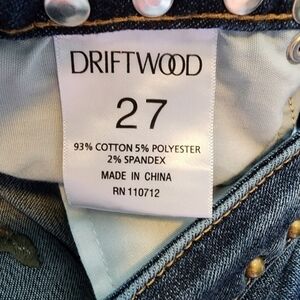 DRIFTWOOD
27
93% COTTON 5% POLYESTER
2% SPANDEX
MADE IN CHINA
RN 110712